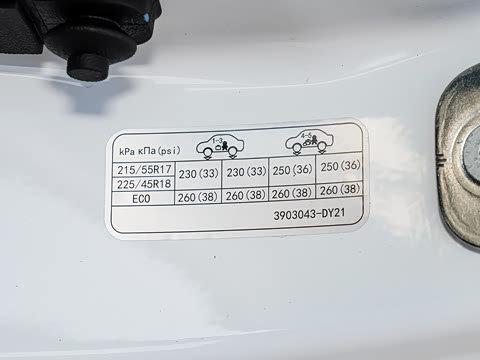 kPa кПа(psi) 1-3 4-5
215/55R17 230(33) 230(33) 250(36) 250(36)
225/45R18
ECO 260(38) 260(38) 260(38) 260(38)
3903043-DY21